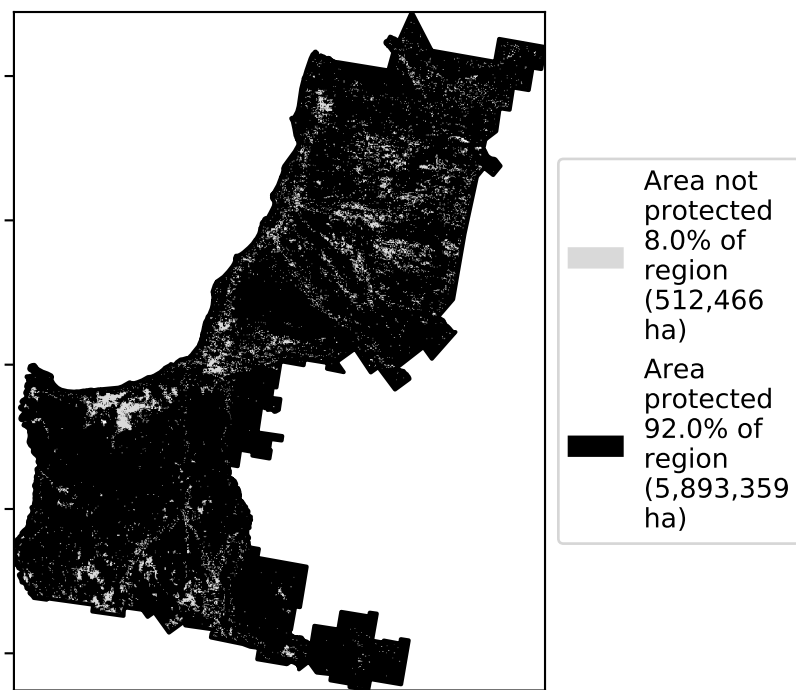 Area not
protected
8.0% of
region
(512,466
ha)
Area
protected
92.0% of
region
(5,893,359
ha)